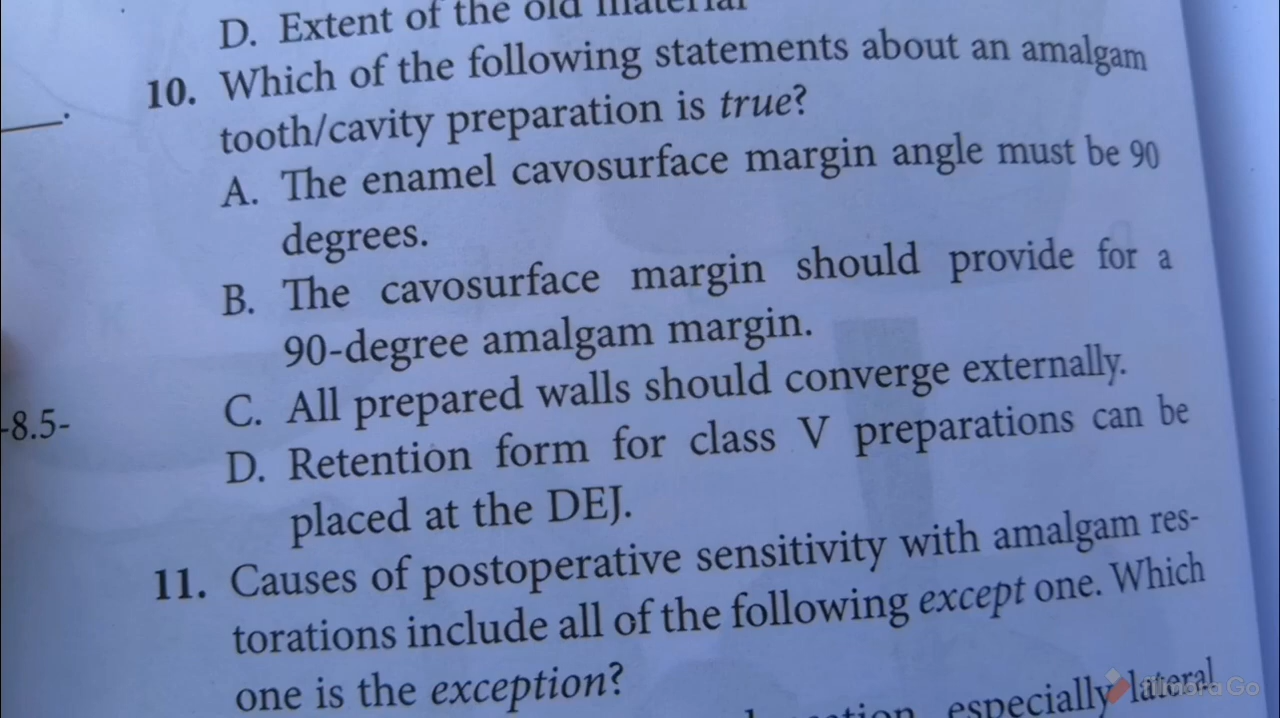 D. Extent of the old material
10. Which of the following statements about an amalgam
tooth/cavity preparation is true?
A. The enamel cavosurface margin angle must be 90
degrees.
B. The cavosurface margin should provide for a
90-degree amalgam margin.
C. All prepared walls should converge externally.
-8.5-
D. Retention form for class V preparations can be
placed at the DEJ.
11. Causes of postoperative sensitivity with amalgam res-
torations include all of the following except one. Which
one is the exception?
especially lateral
filmora Go